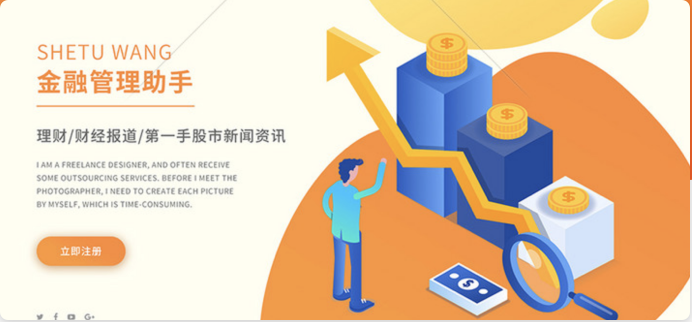 SHETU WANG
金融管理助手
理财/财经报道/第一手股市新闻资讯
I AM A FREELANCE DESIGNER, AND OFTEN RECEIVE
SOME OUTSOURCING SERVICES. BEFORE I MEET THE
PHOTOGRAPHER, I NEED TO CREATE EACH PICTURE
BY MYSELF, WHICH IS TIME-CONSUMING.
立即注册